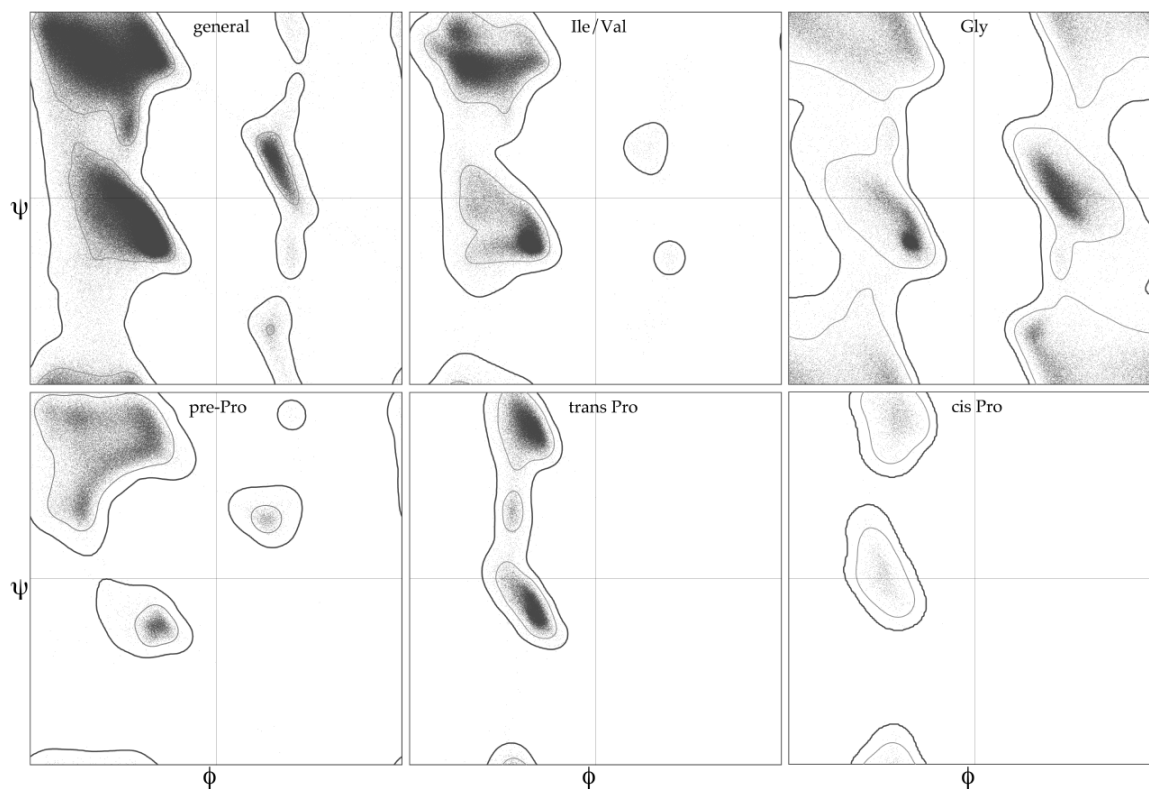 general
Ile/Val
Gly
ψ
pre-Pro
trans Pro
cis Pro
ψ
ϕ
ϕ
ϕ